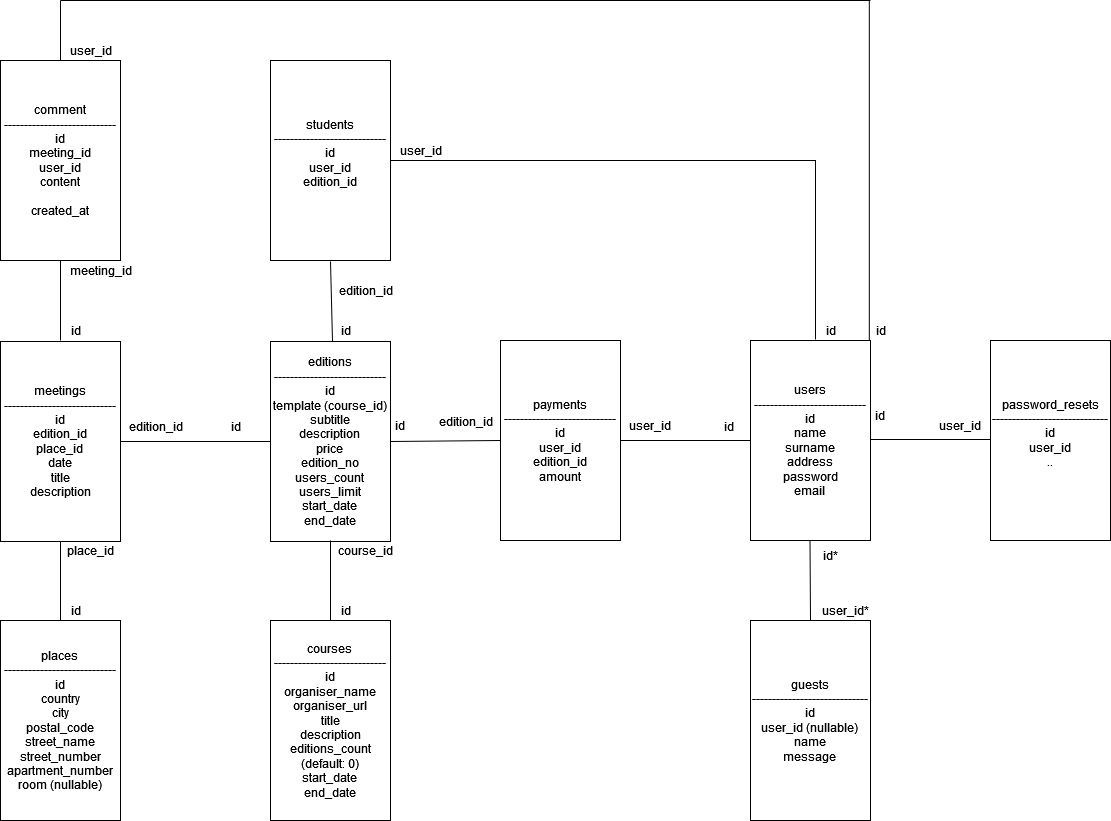 user_id
comment
----------------------------
id
meeting_id
user_id
content
created_at
students
----------------------------
id
user_id
edition_id
user_id
meeting_id
edition_id
id
id
id
id
meetings
----------------------------
id
edition_id
place_id
date
title
description
edition_id
id
editions
----------------------------
id
template (course_id)
subtitle
description
price
edition_no
users_count
users_limit
start_date
end_date
id
edition_id
payments
----------------------------
id
user_id
edition_id
amount
user_id
id
users
----------------------------
id
name
surname
address
password
email
id
user_id
password_resets
----------------------------
id
user_id
..
place_id
course_id
id*
id
id
user_id*
places
----------------------------
id
country
city
postal_code
street_name
street_number
apartment_number
room (nullable)
courses
----------------------------
id
organiser_name
organiser_url
title
description
editions_count
(default: 0)
start_date
end_date
guests
-----------------------------
id
user_id (nullable)
name
message